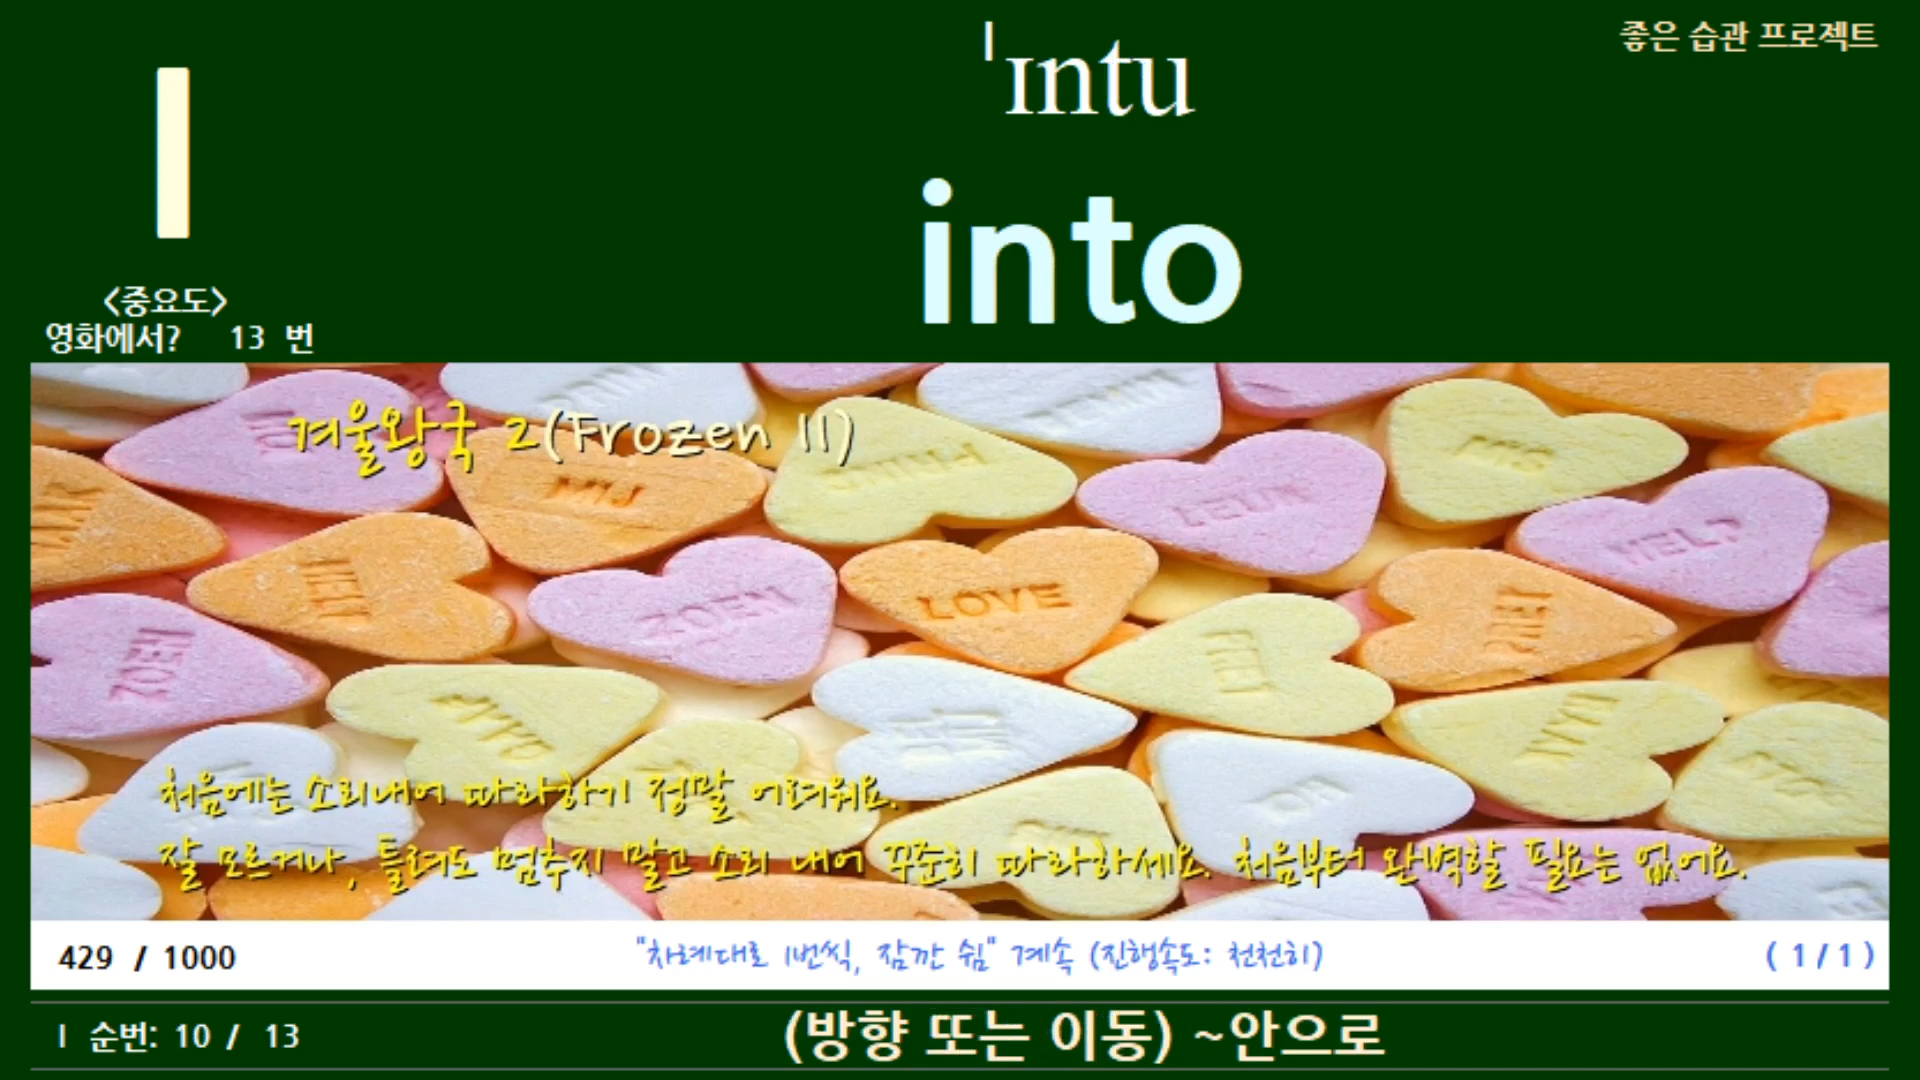 좋은 습관 프로젝트
I
ˈɪntu
into
<중요도>
영화에서? 13 번
겨울왕국 2(Frozen II)
MIJ
LEUK
HELP
ZOEN
LOVE
처음에는 소리내어 따라하기 정말 어려워요.
잘 모르거나, 틀려도 멈추지 말고 소리 내어 꾸준히 따라하세요. 처음부터 완벽할 필요는 없어요.
429 / 1000
"차례대로 1번씩, 잠깐 쉼" 계속 (진행속도: 천천히)
( 1 / 1 )
I 순번: 10 / 13
(방향 또는 이동) ~안으로